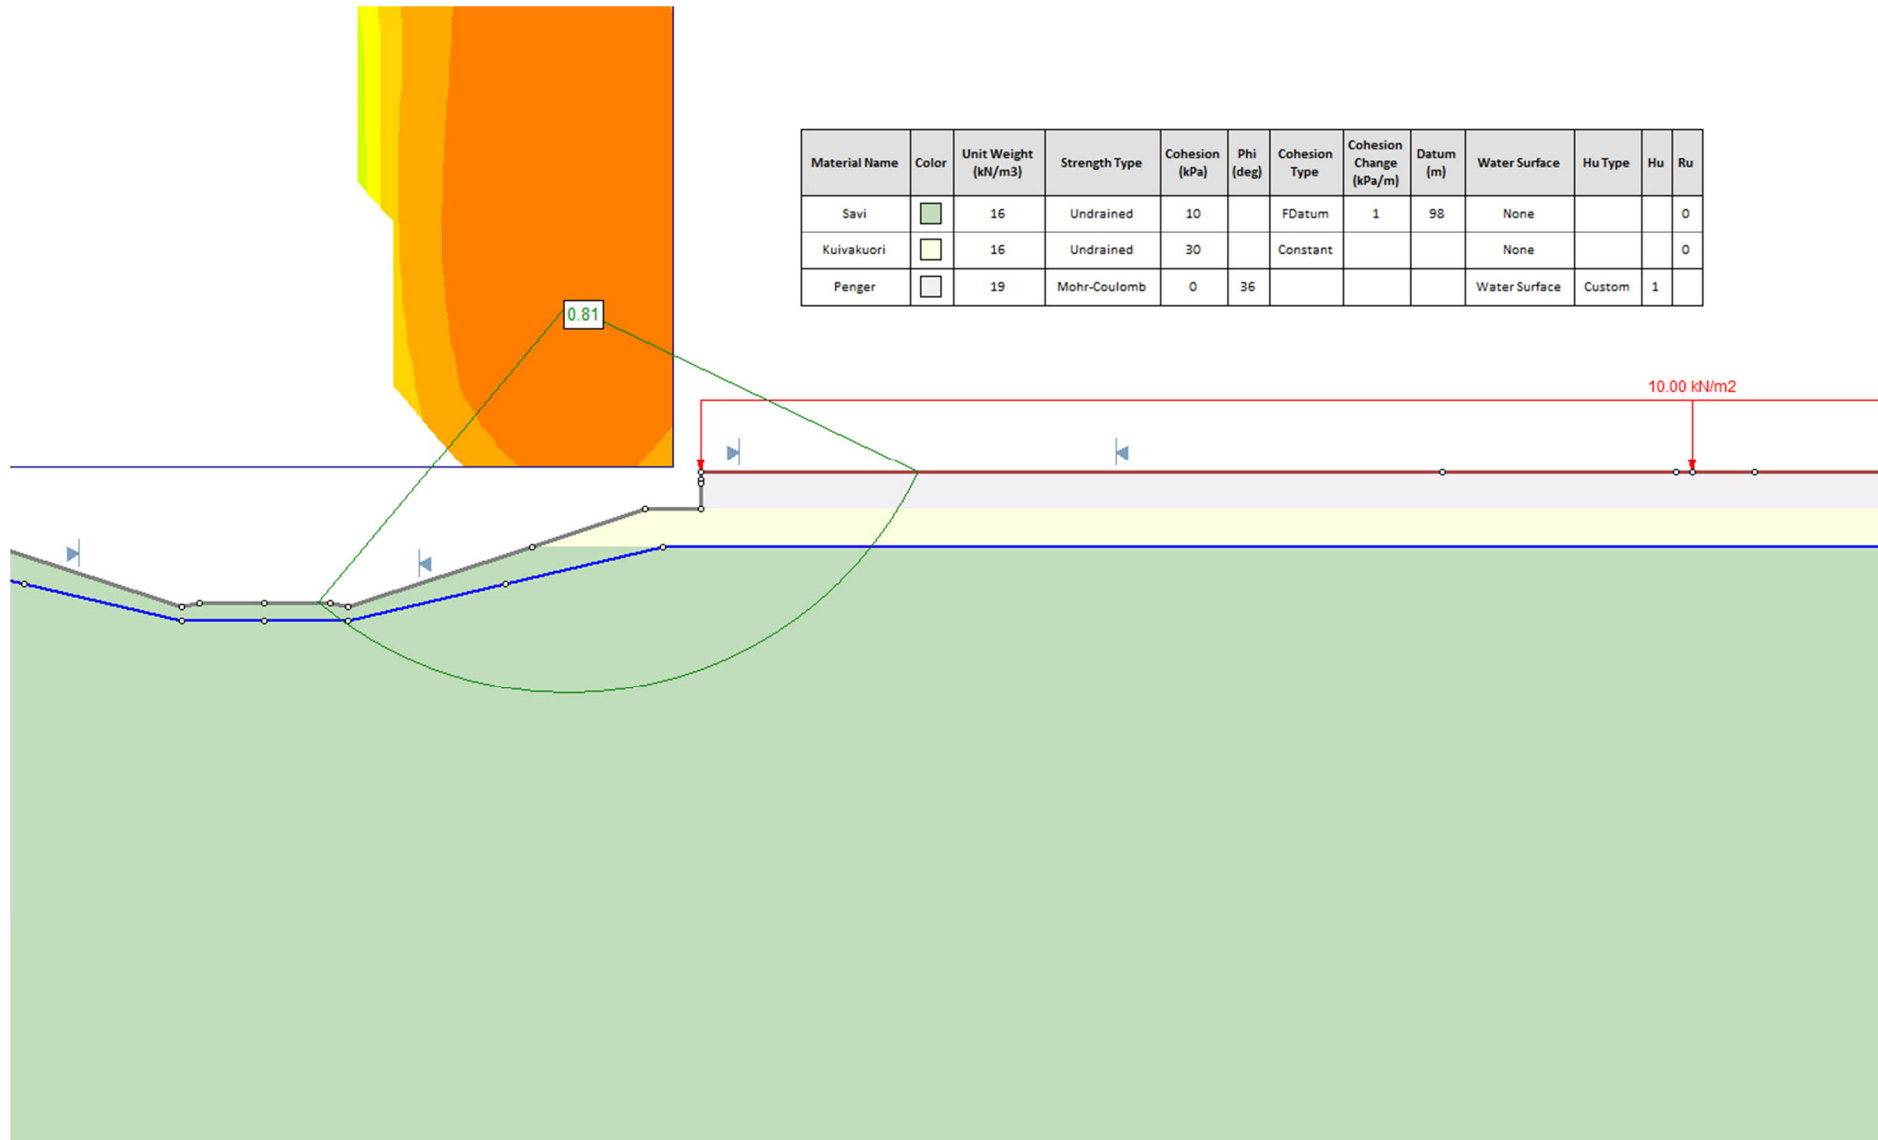 Material Name Color Unit Weight (kN/m3) Strength Type Cohesion (kPa) Phi (deg) Cohesion Type Cohesion Change (kPa/m) Datum (m) Water Surface Hu Type Hu Ru
Savi 16 Undrained 10 FDatum 1 98 None 0
Kuivakuori 16 Undrained 30 Constant None 0
Penger 19 Mohr-Coulomb 0 36 Water Surface Custom 1
0.81
10.00 kN/m2